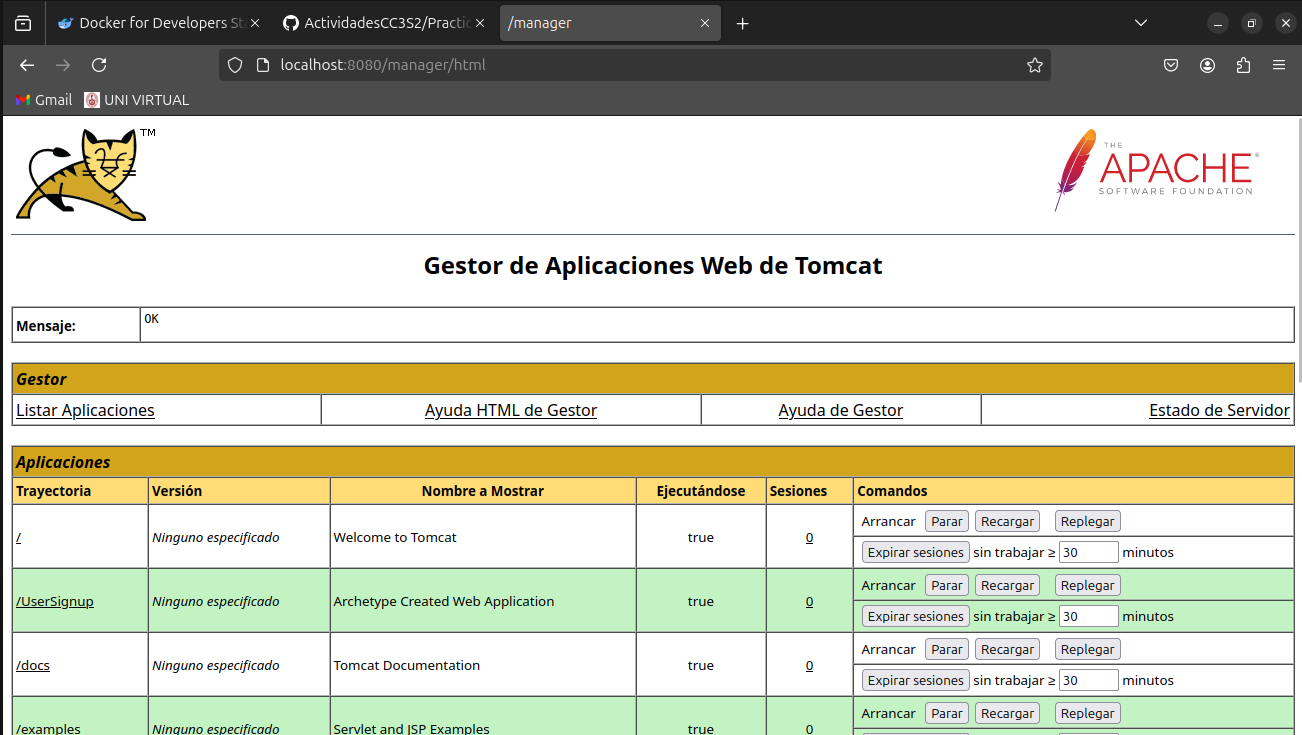 Docker for Developers St
ActividadesCC3S2/Practic
/manager
localhost:8080/manager/html
Gmail UNI VIRTUAL
TM
THE
APACHE®
SOFTWARE FOUNDATION
Gestor de Aplicaciones Web de Tomcat
Mensaje: OK
Gestor
Listar Aplicaciones Ayuda HTML de Gestor Ayuda de Gestor Estado de Servidor
Aplicaciones
Trayectoria Versión Nombre a Mostrar Ejecutándose Sesiones Comandos
/ Ninguno especificado Welcome to Tomcat true 0 Arrancar Parar Recargar Replegar
Expirar sesiones sin trabajar ≥ 30 minutos
/UserSignup Ninguno especificado Archetype Created Web Application true 0 Arrancar Parar Recargar Replegar
Expirar sesiones sin trabajar ≥ 30 minutos
/docs Ninguno especificado Tomcat Documentation true 0 Arrancar Parar Recargar Replegar
Expirar sesiones sin trabajar ≥ 30 minutos
/examples Ninguno especificado Servlet and JSP Examples true 0 Arrancar Parar Recargar Replegar